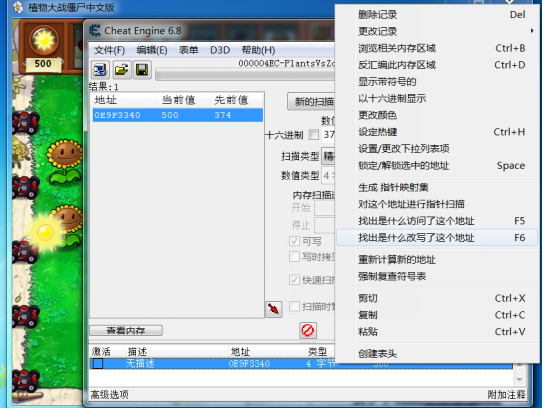 植物大战僵尸中文版
500
Cheat Engine 6.8
文件(F) 编辑(E) 表单 D3D 帮助(H)
000004EC-PlantsVsZo
结果:1
地址 当前值 先前值
0E9F3340 500 374
新的扫描
数值
十六进制 37
扫描类型 精
数值类型 4
内存扫描
开始
停止
可写
写时拷
快速扫描
扫描时暂
查看内存
激活 描述 地址 类型
无描述 0E9F3340 4 字节 500
高级选项 附加注释
删除记录 Del
更改记录
浏览相关内存区域 Ctrl+B
反汇编此内存区域 Ctrl+D
显示带符号的
以十六进制显示
更改颜色
设定热键 Ctrl+H
设置/更改下拉列表项
锁定/解锁选中的地址 Space
生成 指针映射集
对这个地址进行指针扫描
找出是什么访问了这个地址 F5
找出是什么改写了这个地址 F6
重新计算新的地址
强制复查符号表
剪切 Ctrl+X
复制 Ctrl+C
粘贴 Ctrl+V
创建表头